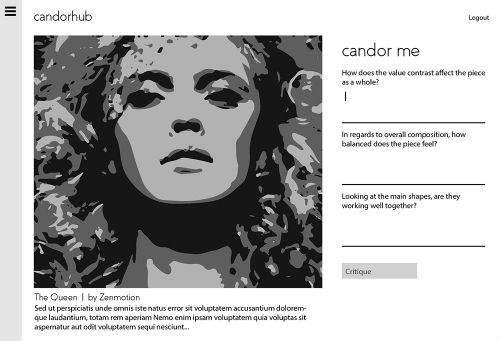 candorhub
Logout
candor me
How does the value contrast affect the piece
as a whole?
In regards to overall composition, how
balanced does the piece feel?
Looking at the main shapes, are they
working well together?
Critique
The Queen | by Zenmotion
Sed ut perspiciatis unde omnis iste natus error sit voluptatem accusantium dolorem-
que laudantium, totam rem aperiam Nemo enim ipsam voluptatem quia voluptas sit
aspernatur aut odit voluptatem sequi nesciunt...